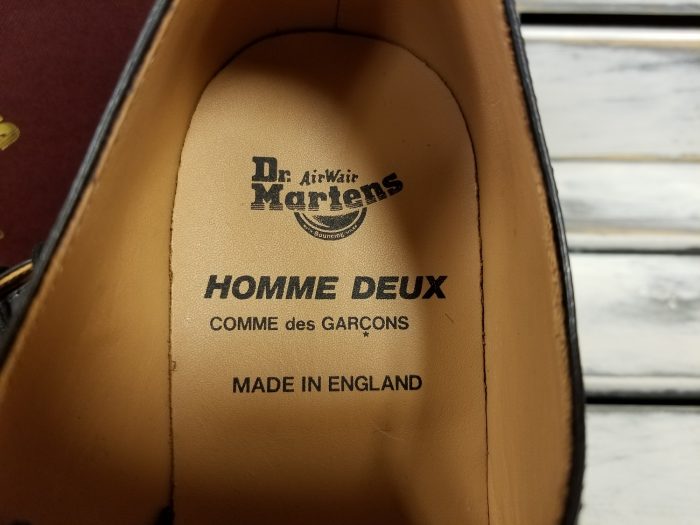 Dr. AirWair
Martens
HOMME DEUX
COMME des GARÇONS
MADE IN ENGLAND